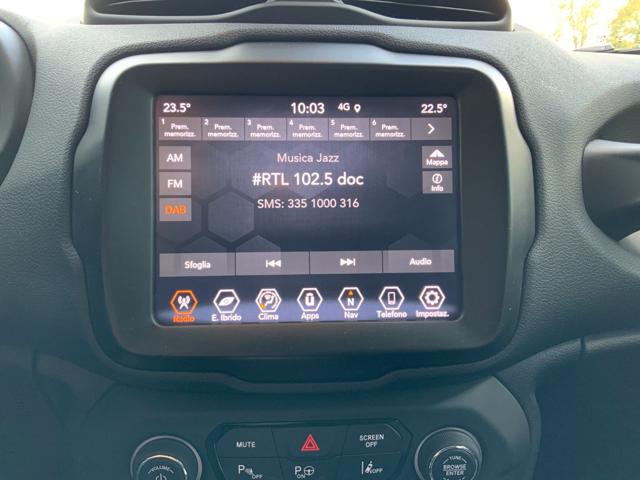 23.5° 10:03 4G 22.5°
1 Prem. memorizz. 2 Prem. memorizz. 3 Prem. memorizz. 4 Prem. memorizz. 5 Prem. memorizz. 6 Prem. memorizz.
AM
Musica Jazz
Mappa
FM
#RTL 102.5 doc
i Info
DAB
SMS: 335 1000 316
Sfoglia Audio
Radio E. Ibrido Clima Apps N Nav Telefono Impostaz.
MUTE SCREEN OFF
VOLUME
P OFF P ON OFF
TUNE
BROWSE
ENTER